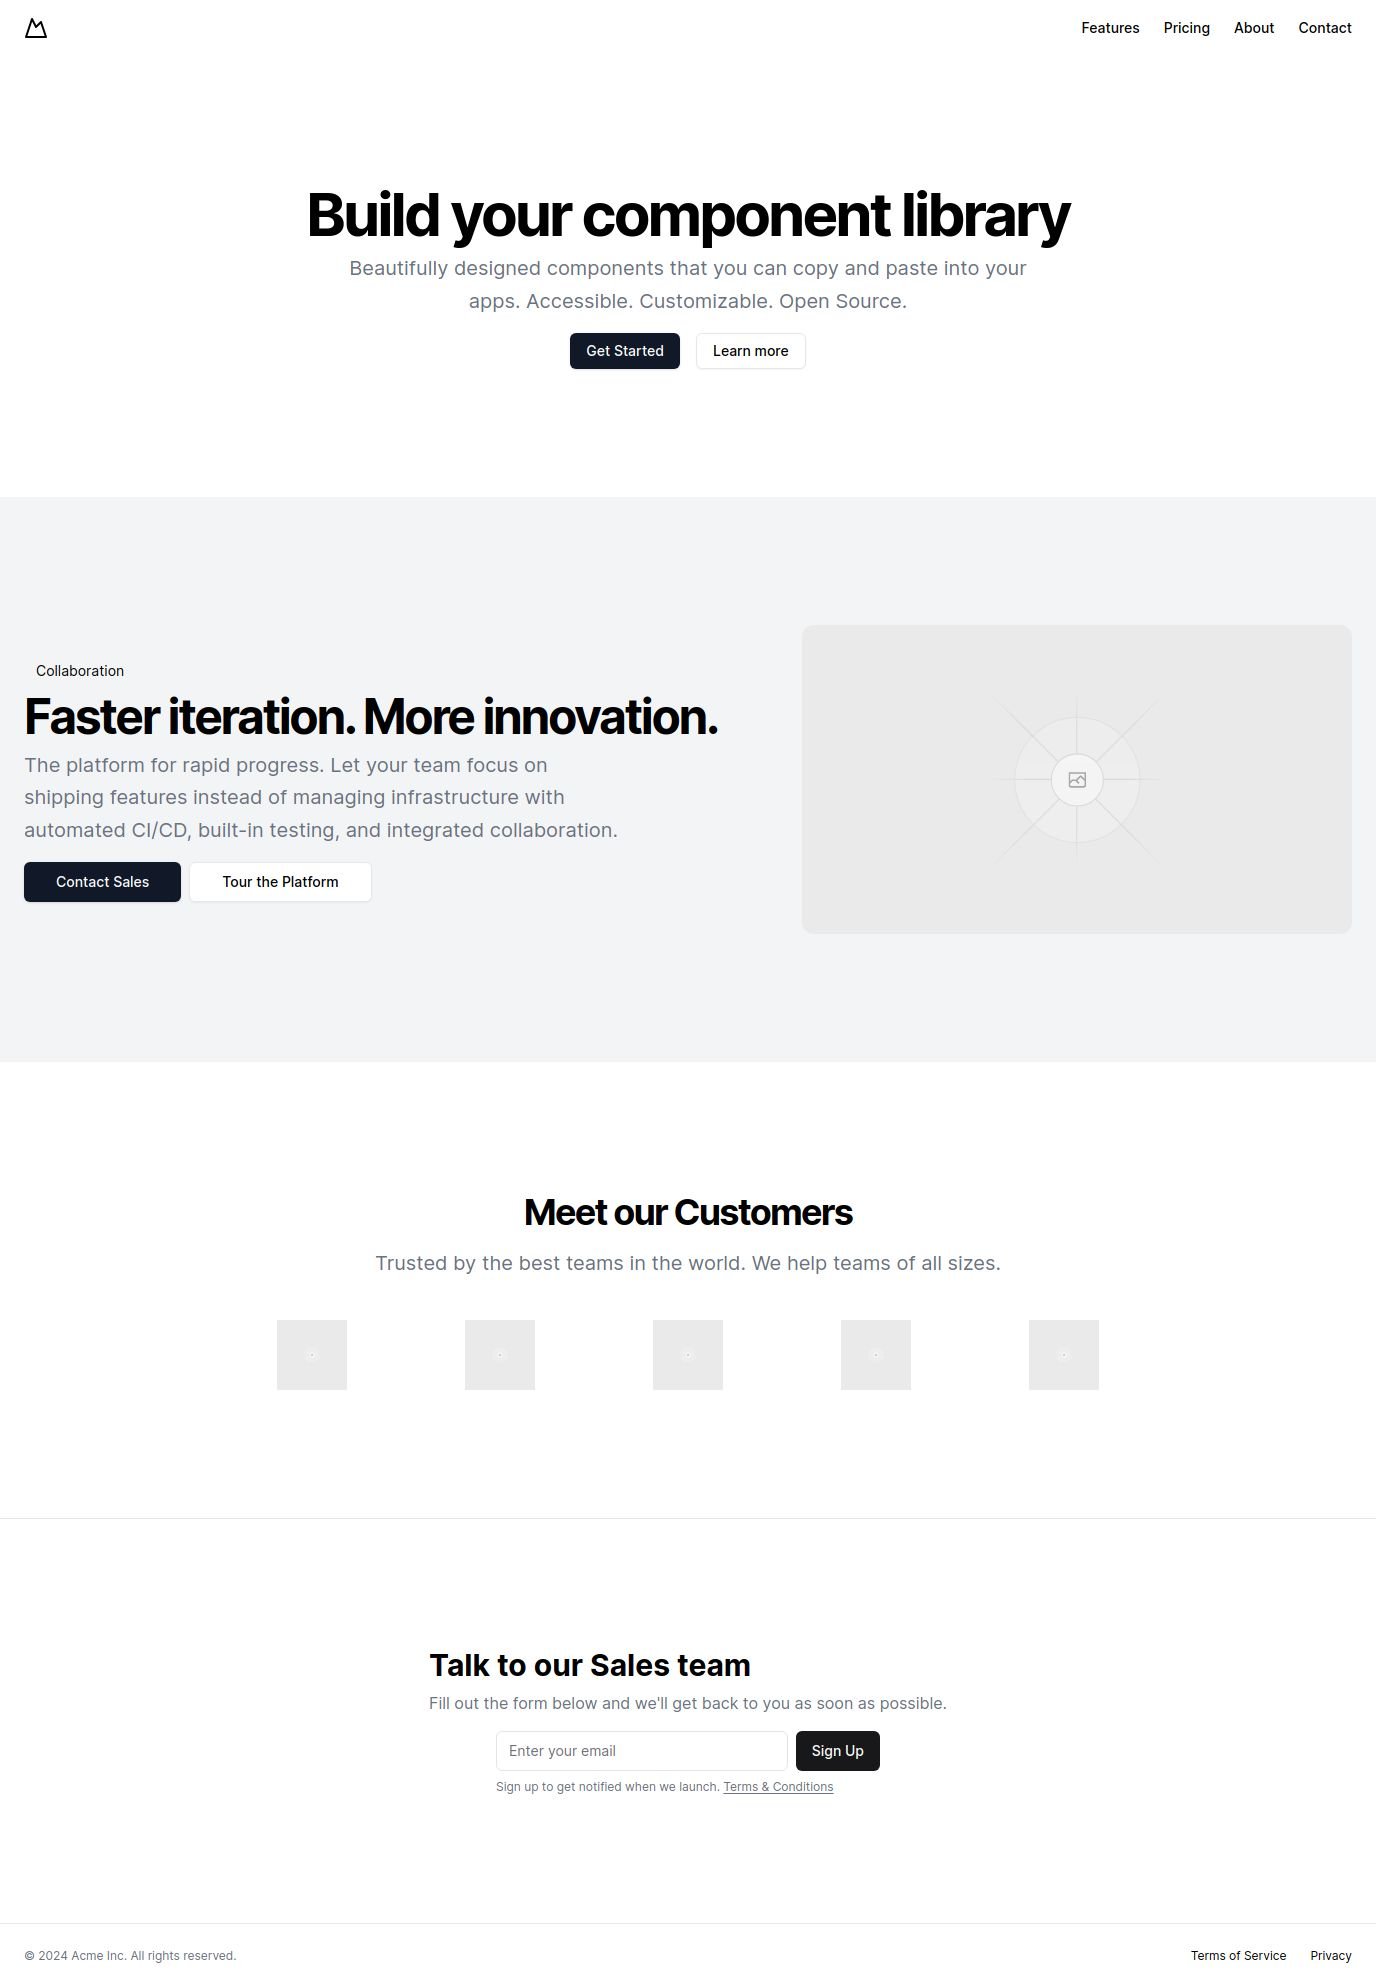 Features Pricing About Contact
Build your component library
Beautifully designed components that you can copy and paste into your
apps. Accessible. Customizable. Open Source.
Get Started Learn more
Collaboration
Faster iteration. More innovation.
The platform for rapid progress. Let your team focus on
shipping features instead of managing infrastructure with
automated CI/CD, built-in testing, and integrated collaboration.
Contact Sales Tour the Platform
Meet our Customers
Trusted by the best teams in the world. We help teams of all sizes.
Talk to our Sales team
Fill out the form below and we'll get back to you as soon as possible.
Enter your email Sign Up
Sign up to get notified when we launch. Terms & Conditions
© 2024 Acme Inc. All rights reserved. Terms of Service Privacy